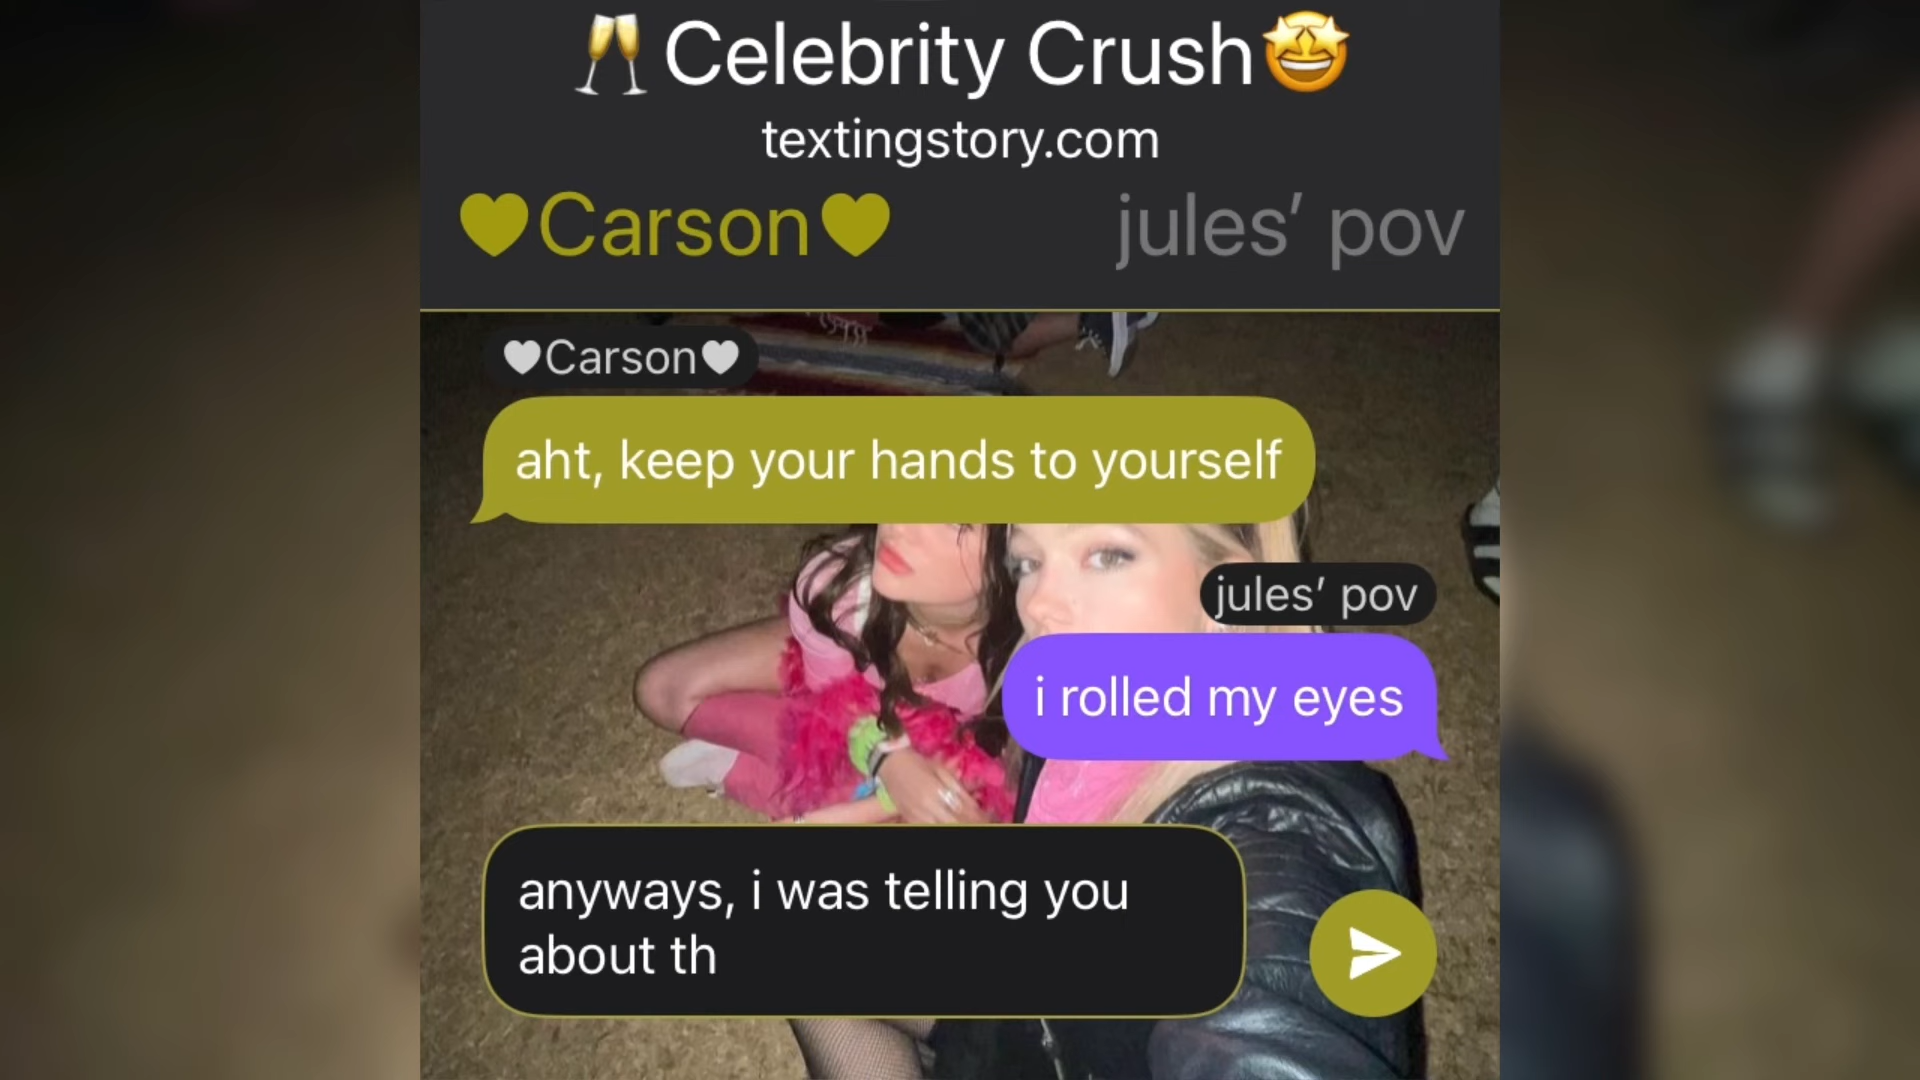 🥂Celebrity Crush🤩
textingstory.com
♥Carson♥
jules’ pov
♥Carson♥
aht, keep your hands to yourself
jules’ pov
i rolled my eyes
anyways, i was telling you
about th